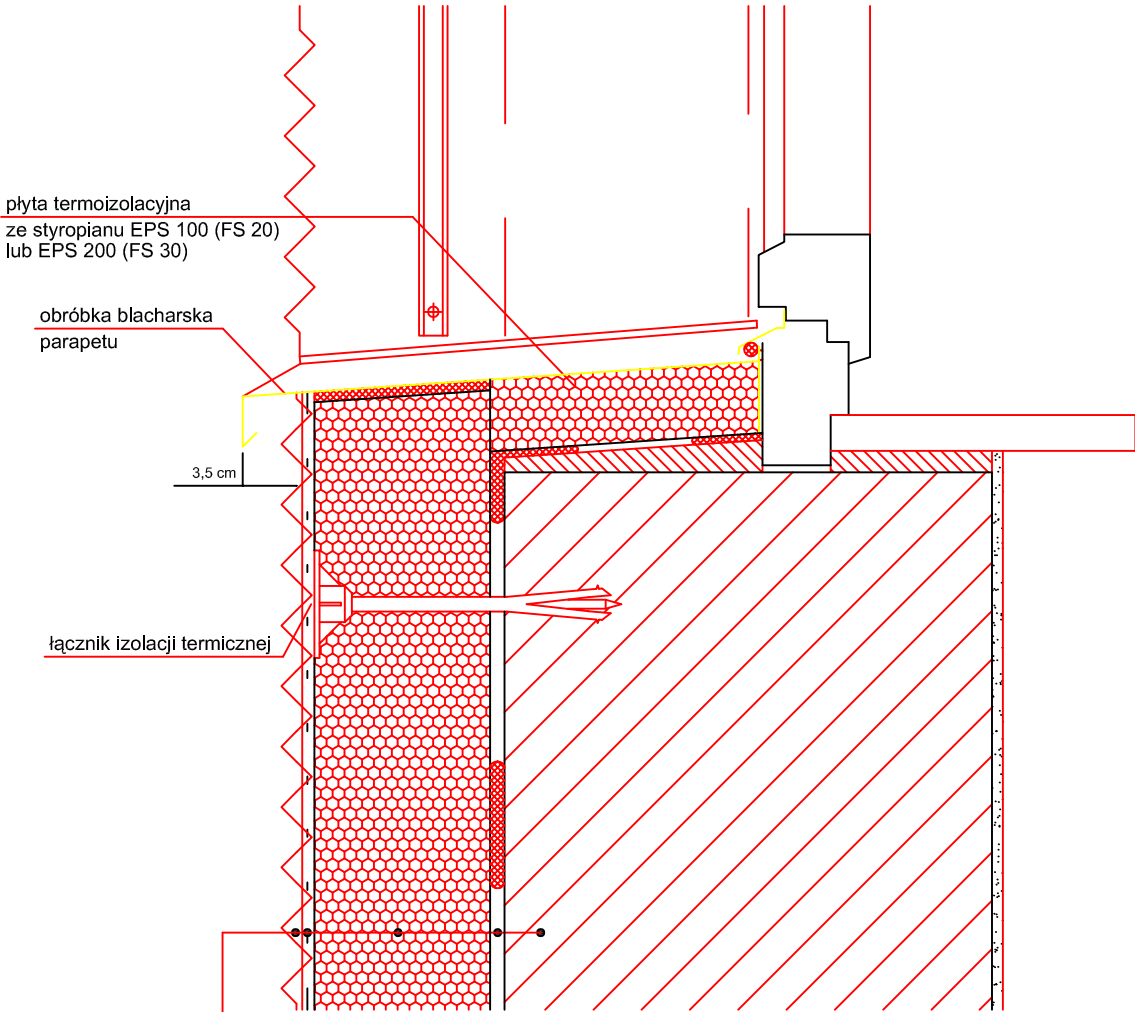 płyta termoizolacyjna
ze styropianu EPS 100 (FS 20)
lub EPS 200 (FS 30)
obróbka blacharska
parapetu
3,5 cm
łącznik izolacji termicznej